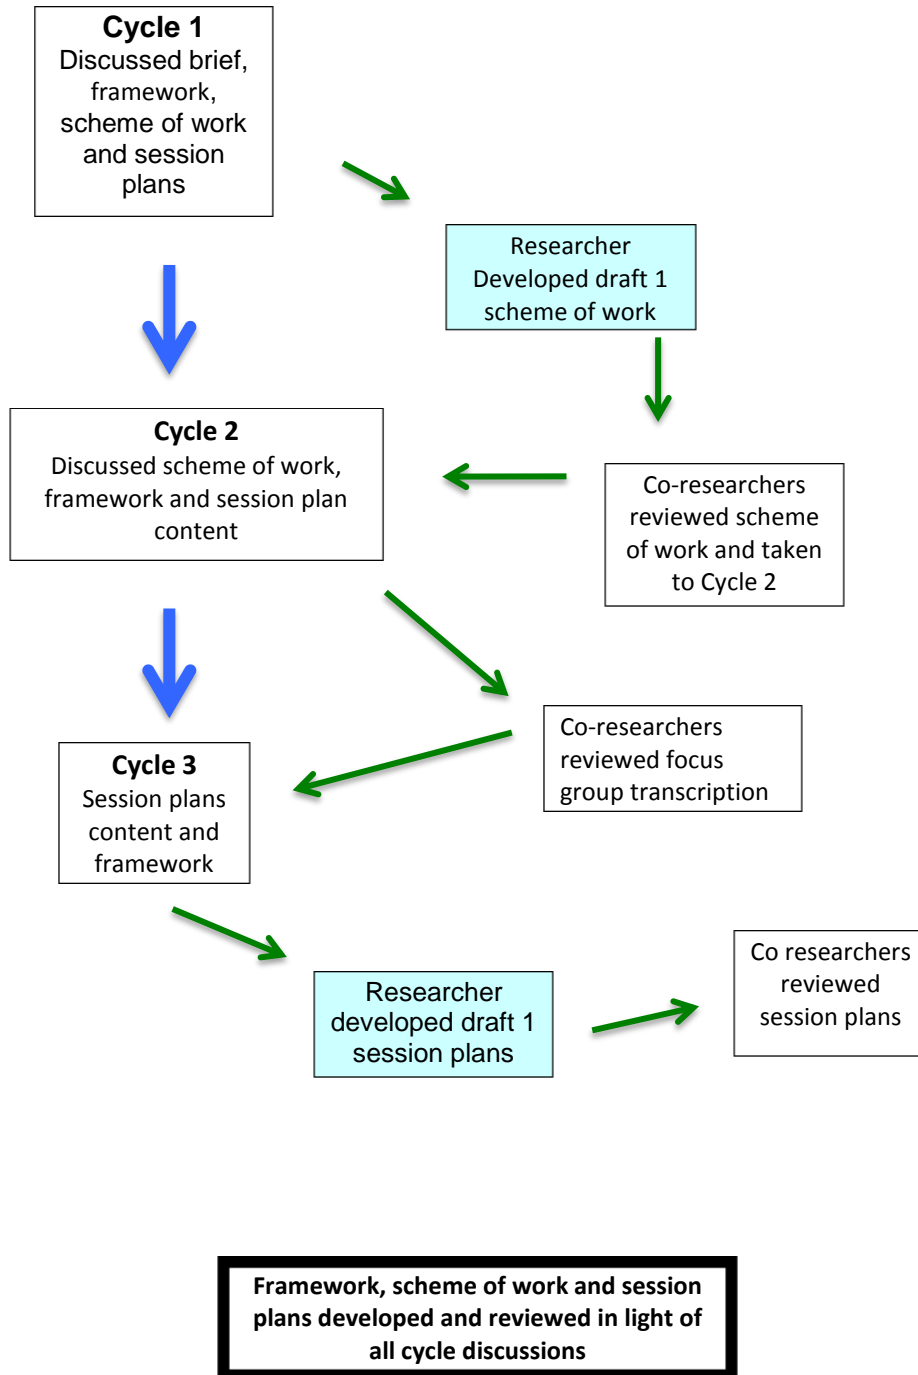 Cycle 1
Discussed brief,
framework,
scheme of work
and session
plans
Researcher
Developed draft 1
scheme of work
Cycle 2
Discussed scheme of work,
framework and session plan
content
Co-researchers
reviewed scheme
of work and taken
to Cycle 2
Co-researchers
reviewed focus
group transcription
Cycle 3
Session plans
content and
framework
Researcher
developed draft 1
session plans
Co researchers
reviewed
session plans
Framework, scheme of work and session
plans developed and reviewed in light of
all cycle discussions